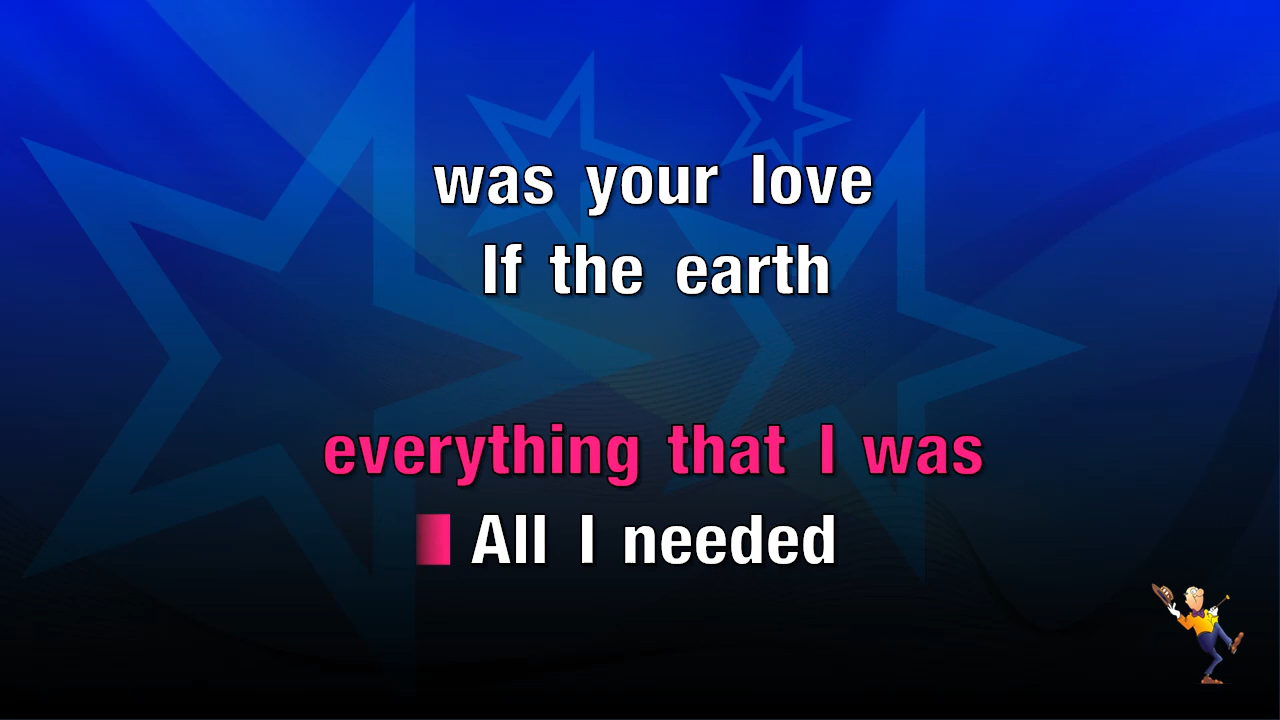 was your love
If the earth
everything that I was
All I needed